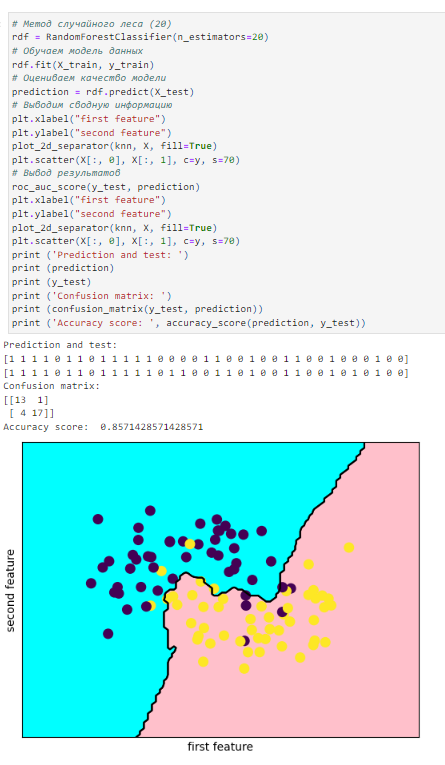 # Метод случайного леса (20)
rdf = RandomForestClassifier(n_estimators=20)
# Обучаем модель данных
rdf.fit(X_train, y_train)
# Оцениваем качество модели
prediction = rdf.predict(X_test)
# Выводим сводную информацию
plt.xlabel("first feature")
plt.ylabel("second feature")
plot_2d_separator(knn, X, fill=True)
plt.scatter(X[:, 0], X[:, 1], c=y, s=70)
# Вывод результатов
roc_auc_score(y_test, prediction)
plt.xlabel("first feature")
plt.ylabel("second feature")
plot_2d_separator(knn, X, fill=True)
plt.scatter(X[:, 0], X[:, 1], c=y, s=70)
print ('Prediction and test: ')
print (prediction)
print (y_test)
print ('Confusion matrix: ')
print (confusion_matrix(y_test, prediction))
print ('Accuracy score: ', accuracy_score(prediction, y_test))
Prediction and test:
[1 1 1 1 0 1 1 0 1 1 1 1 1 0 0 0 0 1 1 0 0 1 0 0 1 1 0 0 1 0 0 0 1 0 0]
[1 1 1 1 0 1 1 0 1 1 1 1 0 1 1 0 0 1 1 0 1 1 0 0 1 1 0 0 1 0 1 0 1 0 0]
Confusion matrix:
[[13  1]
 [ 4 17]]
Accuracy score:  0.8571428571428571
second feature
first feature